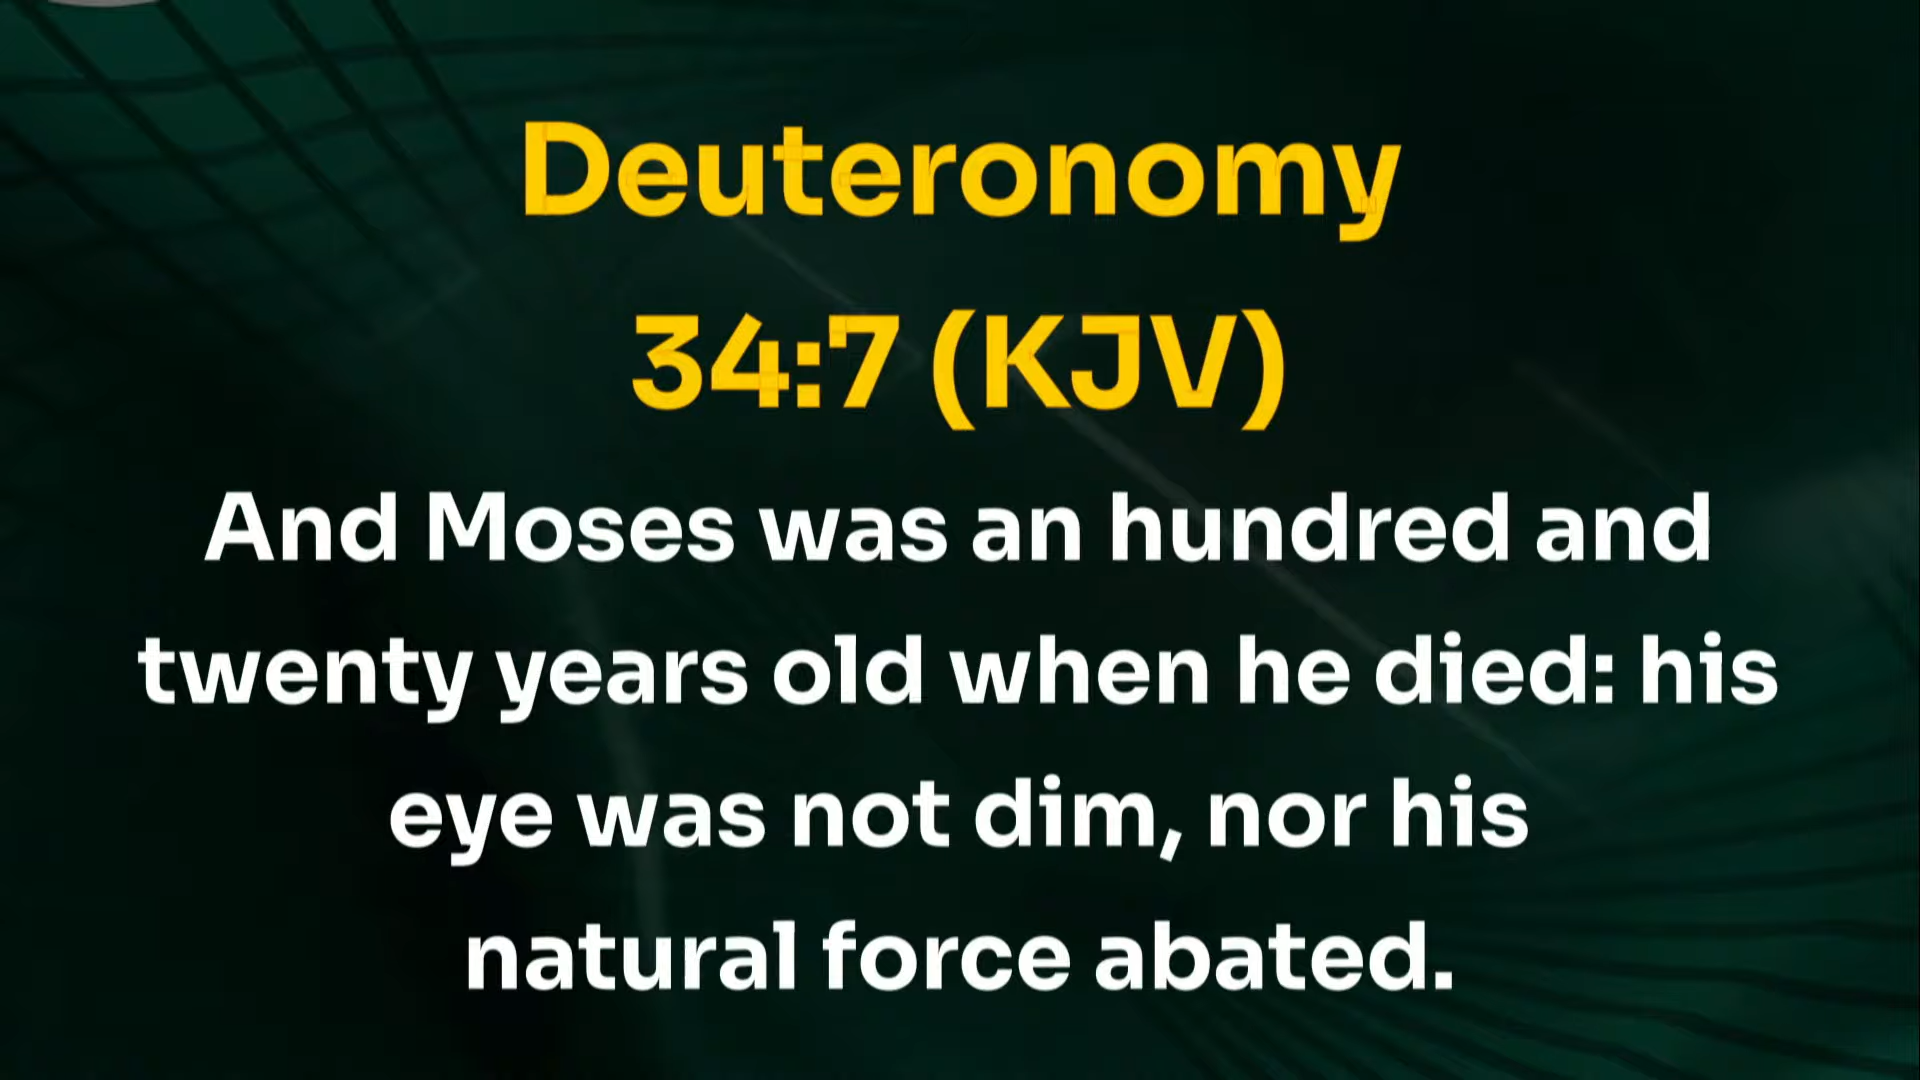 Deuteronomy
34:7 (KJV)
And Moses was an hundred and
twenty years old when he died: his
eye was not dim, nor his
natural force abated.